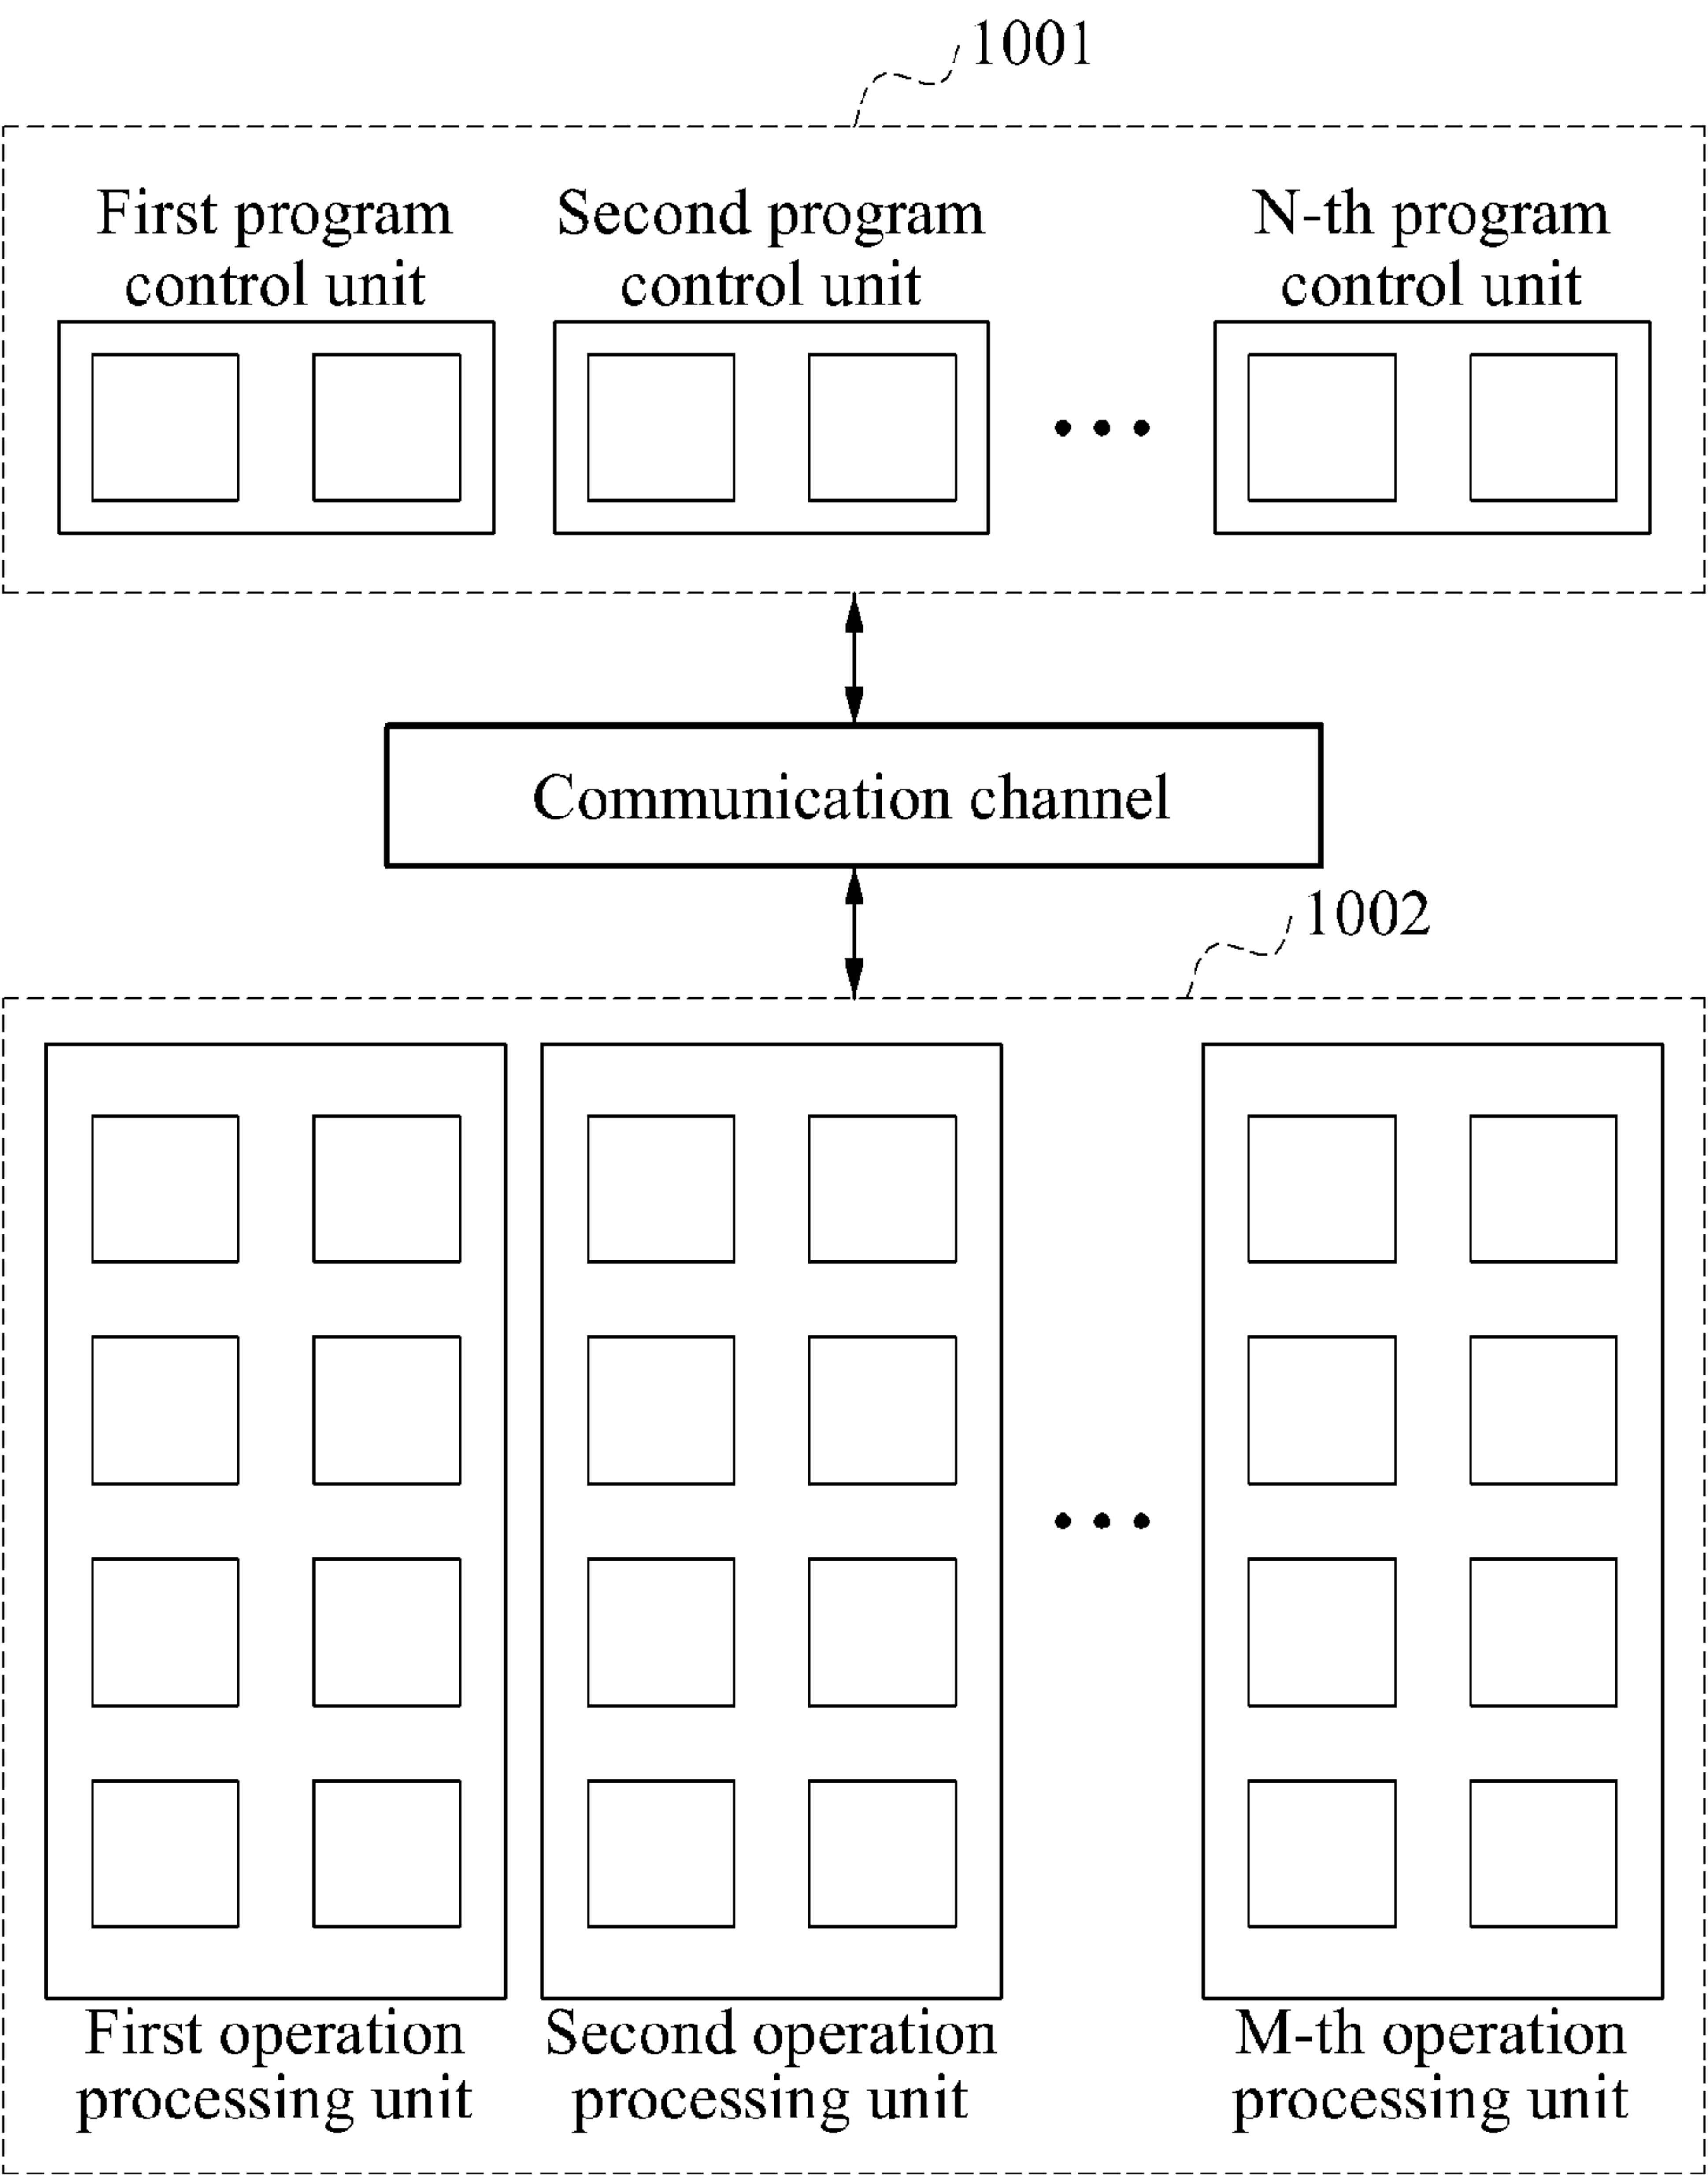 1001
First program
control unit
Second program
control unit
N-th program
control unit
Communication channel
1002
First operation
processing unit
Second operation
processing unit
M-th operation
processing unit